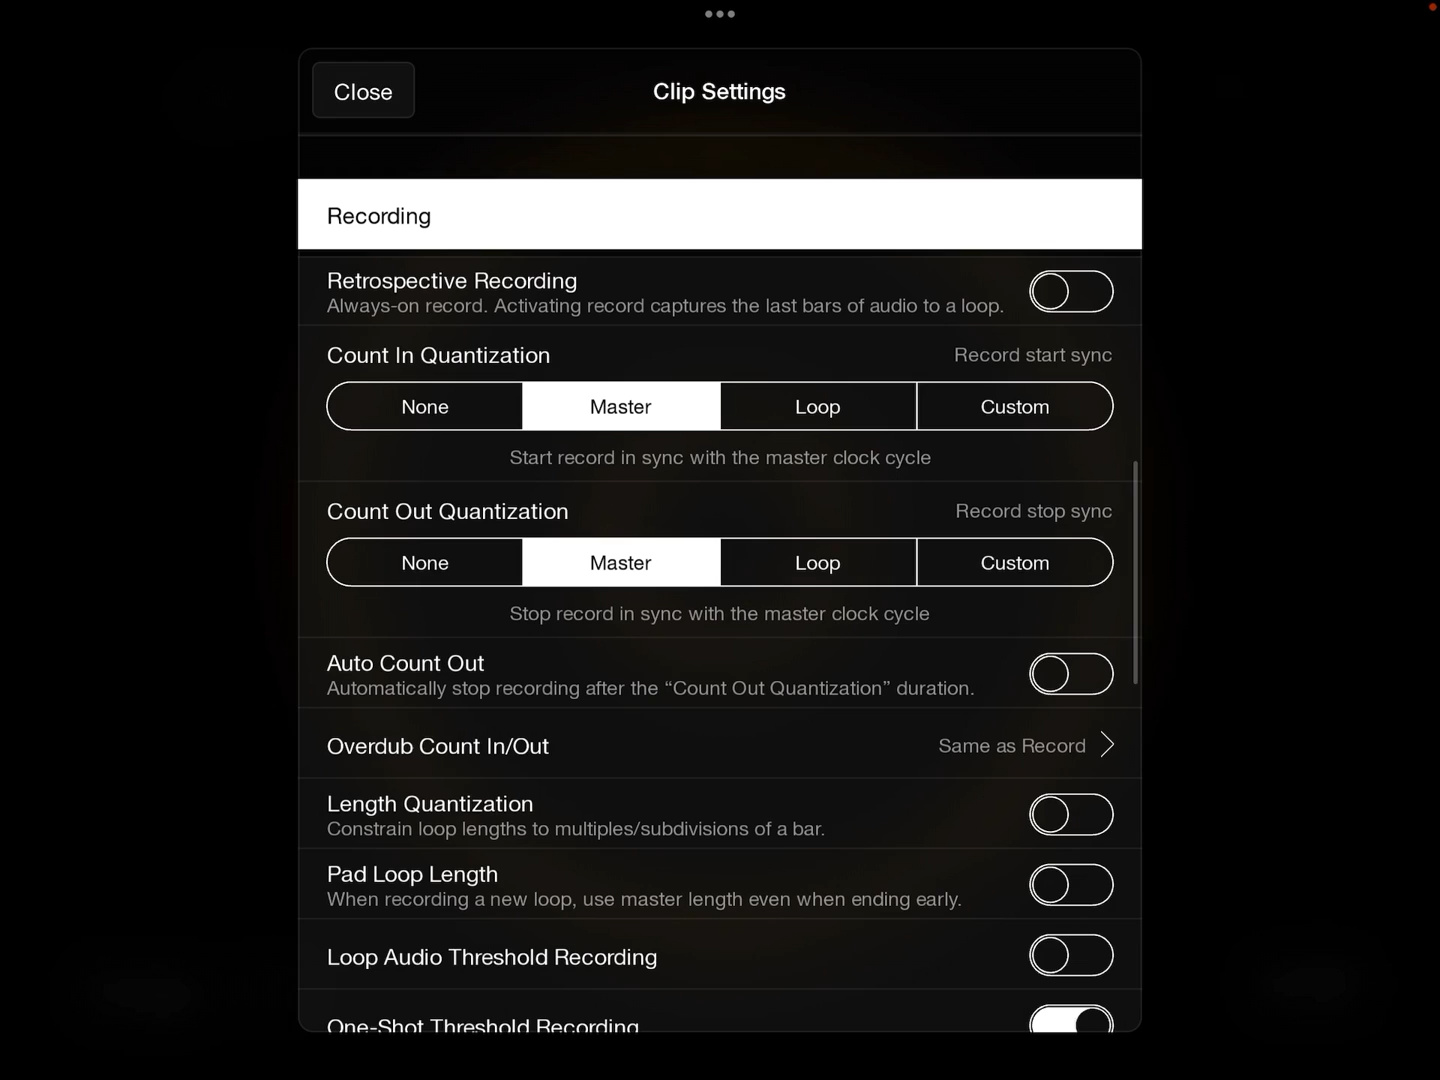 Close
Clip Settings
Recording
Retrospective Recording
Always-on record. Activating record captures the last bars of audio to a loop.
Count In Quantization
Record start sync
None
Master
Loop
Custom
Start record in sync with the master clock cycle
Count Out Quantization
Record stop sync
None
Master
Loop
Custom
Stop record in sync with the master clock cycle
Auto Count Out
Automatically stop recording after the “Count Out Quantization” duration.
Overdub Count In/Out
Same as Record
Length Quantization
Constrain loop lengths to multiples/subdivisions of a bar.
Pad Loop Length
When recording a new loop, use master length even when ending early.
Loop Audio Threshold Recording
One-Shot Threshold Recording